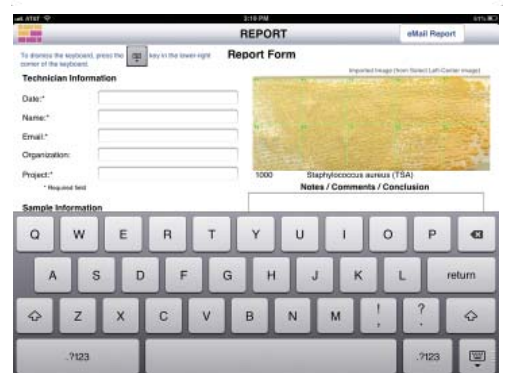 AT&T 3:19 PM 51%
REPORT
eMail Report
To dismiss the keyboard, press the key in the lower right
corner of the keyboard.
Report Form
Imported Image (from Select Left-Center Image)
Technician Information
Date:*
Name:*
Email:*
Organization:
Project:*
* Required field
1000 Staphylococcus aureus (TSA)
Notes / Comments / Conclusion
Sample Information
Q W E R T Y U I O P
A S D F G H J K L return
Z X C V B N M ! , ? .
.?123 .?123